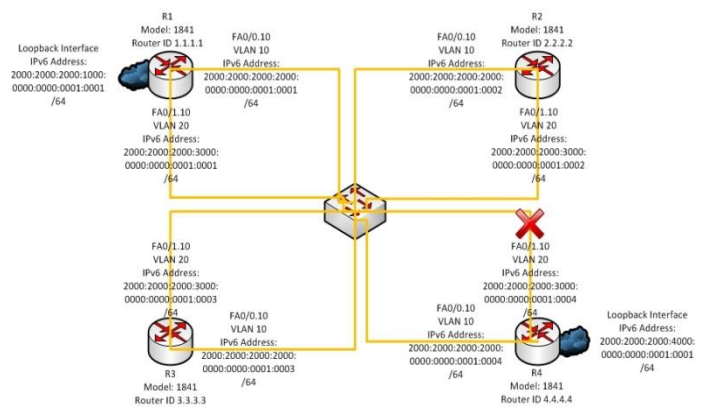 R1
Model: 1841
Router ID 1.1.1.1
Loopback Interface
IPv6 Address:
2000:2000:2000:1000:
0000:0000:0001:0001
/64
FA0/0.10
VLAN 10
IPv6 Address:
2000:2000:2000:2000:
0000:0000:0001:0001
/64
FA0/1.10
VLAN 20
IPv6 Address:
2000:2000:2000:3000:
0000:0000:0001:0001
/64
R2
Model: 1841
Router ID 2.2.2.2
FA0/0.10
VLAN 10
IPv6 Address:
2000:2000:2000:2000:
0000:0000:0001:0002
/64
FA0/1.10
VLAN 20
IPv6 Address:
2000:2000:2000:3000:
0000:0000:0001:0002
/64
FA0/1.10
VLAN 20
IPv6 Address:
2000:2000:2000:3000:
0000:0000:0001:0003
/64
FA0/0.10
VLAN 10
IPv6 Address:
2000:2000:2000:2000:
0000:0000:0001:0003
/64
R3
Model: 1841
Router ID 3.3.3.3
FA0/1.10
VLAN 20
IPv6 Address:
2000:2000:2000:3000:
0000:0000:0001:0004
/64
FA0/0.10
VLAN 10
IPv6 Address:
2000:2000:2000:2000:
0000:0000:0001:0004
/64
Loopback Interface
IPv6 Address:
2000:2000:2000:4000:
0000:0000:0001:0001
/64
R4
Model: 1841
Router ID 4.4.4.4